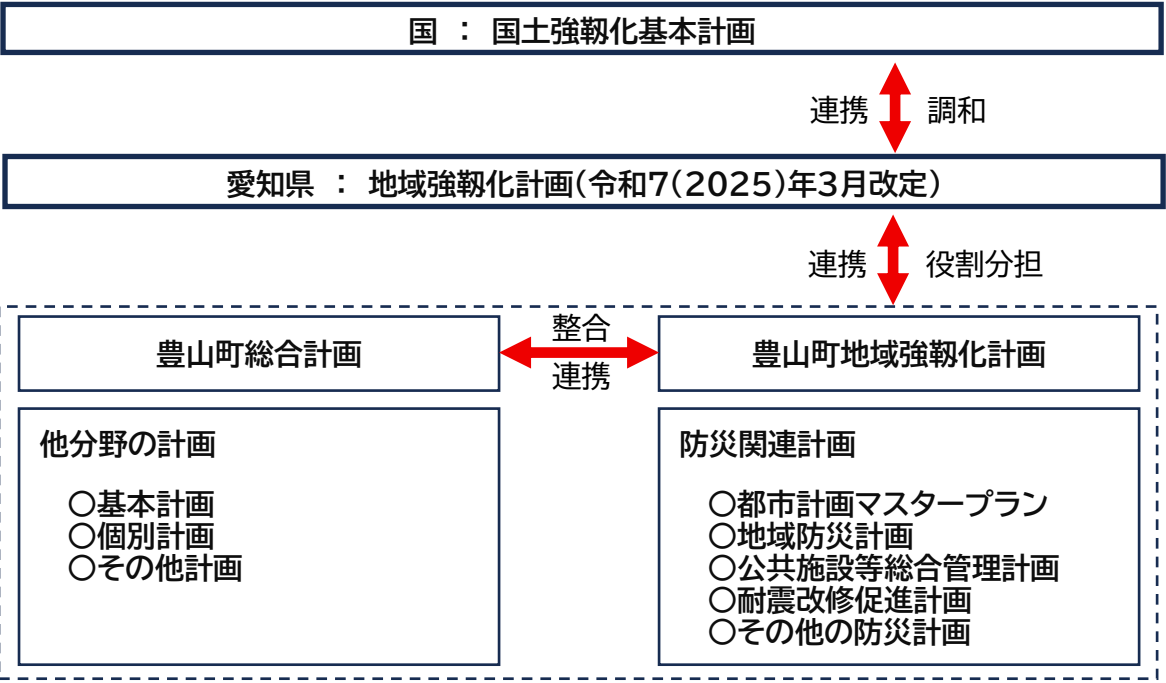 国 ： 国土強靱化基本計画
連携 調和
愛知県 ： 地域強靱化計画(令和7(2025)年3月改定)
連携 役割分担
豊山町総合計画
整合
連携
豊山町地域強靱化計画
他分野の計画
○基本計画
○個別計画
○その他計画
防災関連計画
○都市計画マスタープラン
○地域防災計画
○公共施設等総合管理計画
○耐震改修促進計画
○その他の防災計画